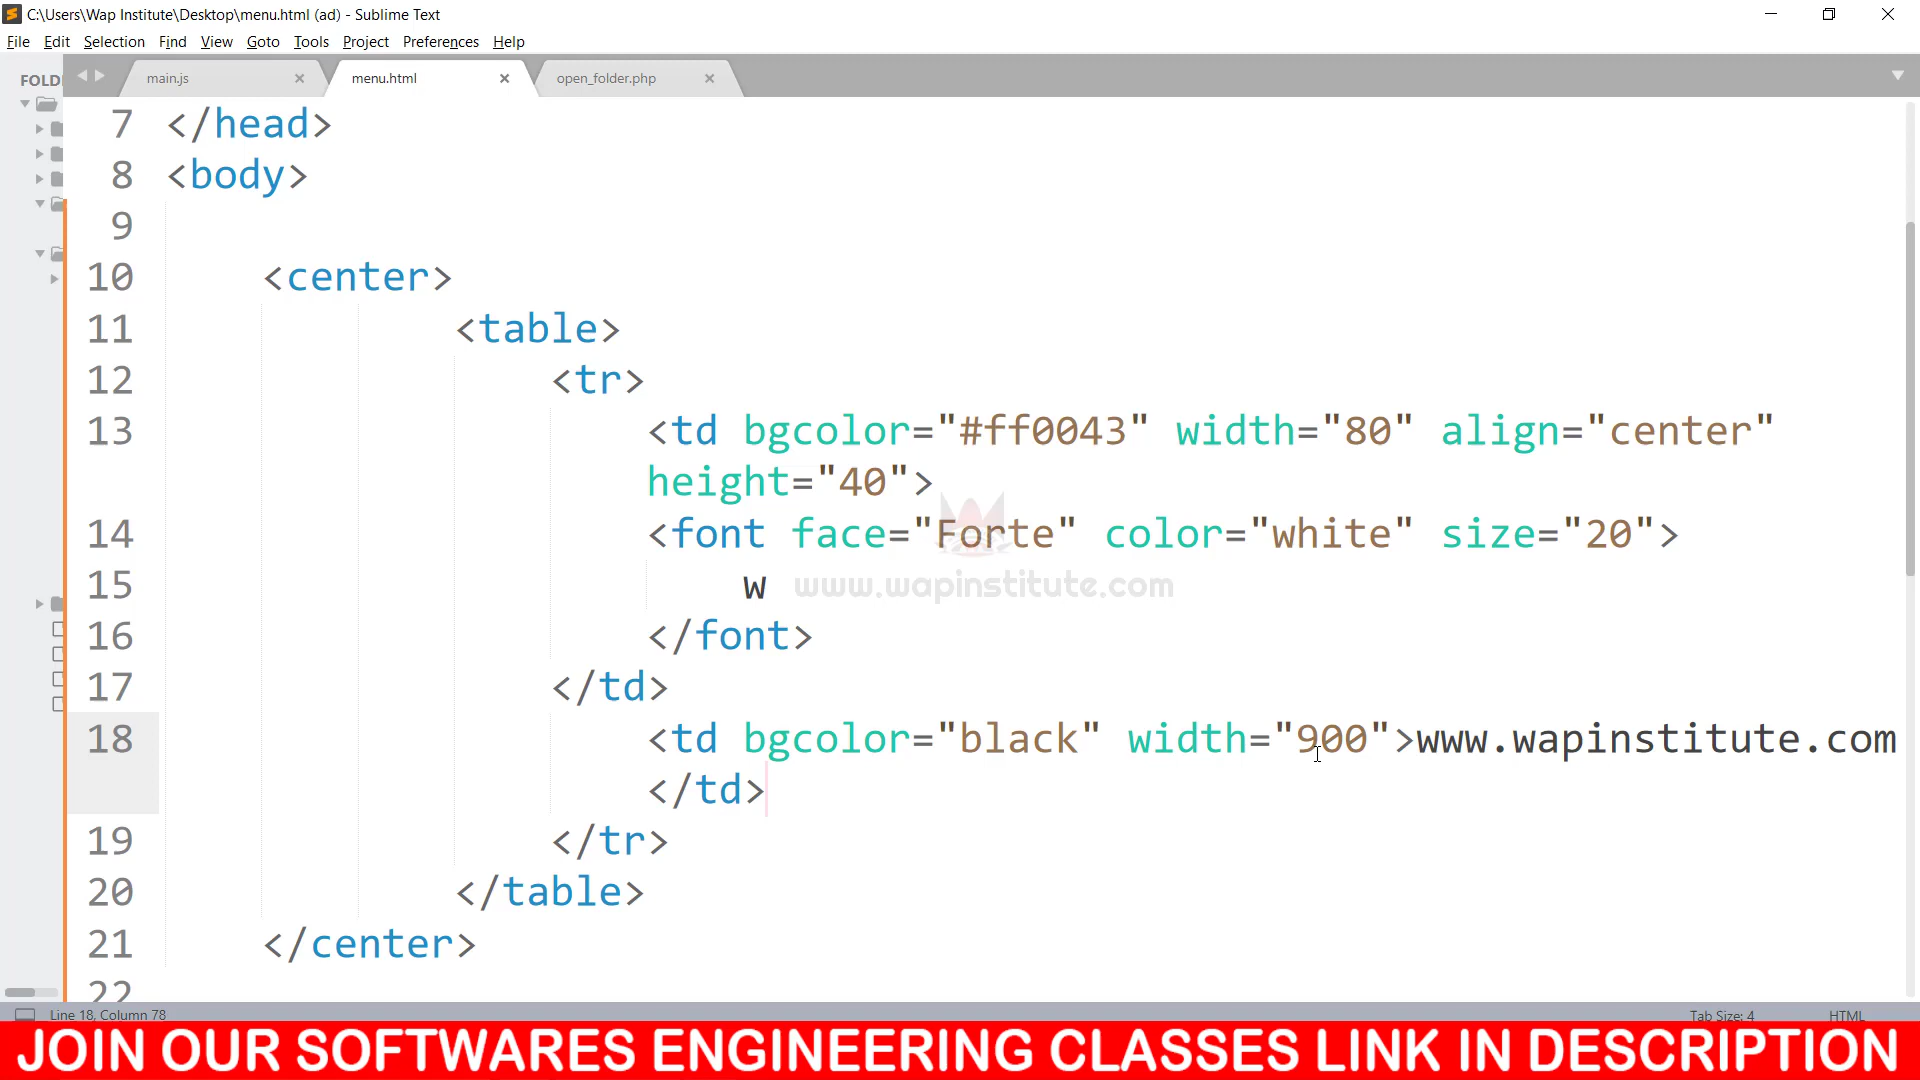 C:\Users\Wap Institute\Desktop\menu.html (ad) - Sublime Text
File Edit Selection Find View Goto Tools Project Preferences Help
FOLD
main.js menu.html open_folder.php
7 </head>
8 <body>
9
10 <center>
11 <table>
12 <tr>
13 <td bgcolor="#ff0043" width="80" align="center"
height="40">
14 <font face="Forte" color="white" size="20">
15 W
www.wapinstitute.com
16 </font>
17 </td>
18 <td bgcolor="black" width="900">www.wapinstitute.com
</td>
19 </tr>
20 </table>
21 </center>
22
Line 18, Column 78 Tab Size: 4 HTML
JOIN OUR SOFTWARES ENGINEERING CLASSES LINK IN DESCRIPTION